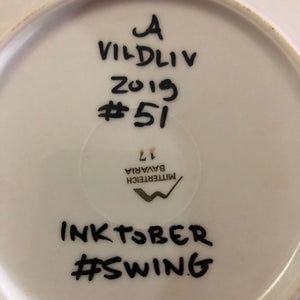 A
VILDLIV
2019
#51
17
MITTERTEICH
BAVARIA
INKTOBER
#SWING